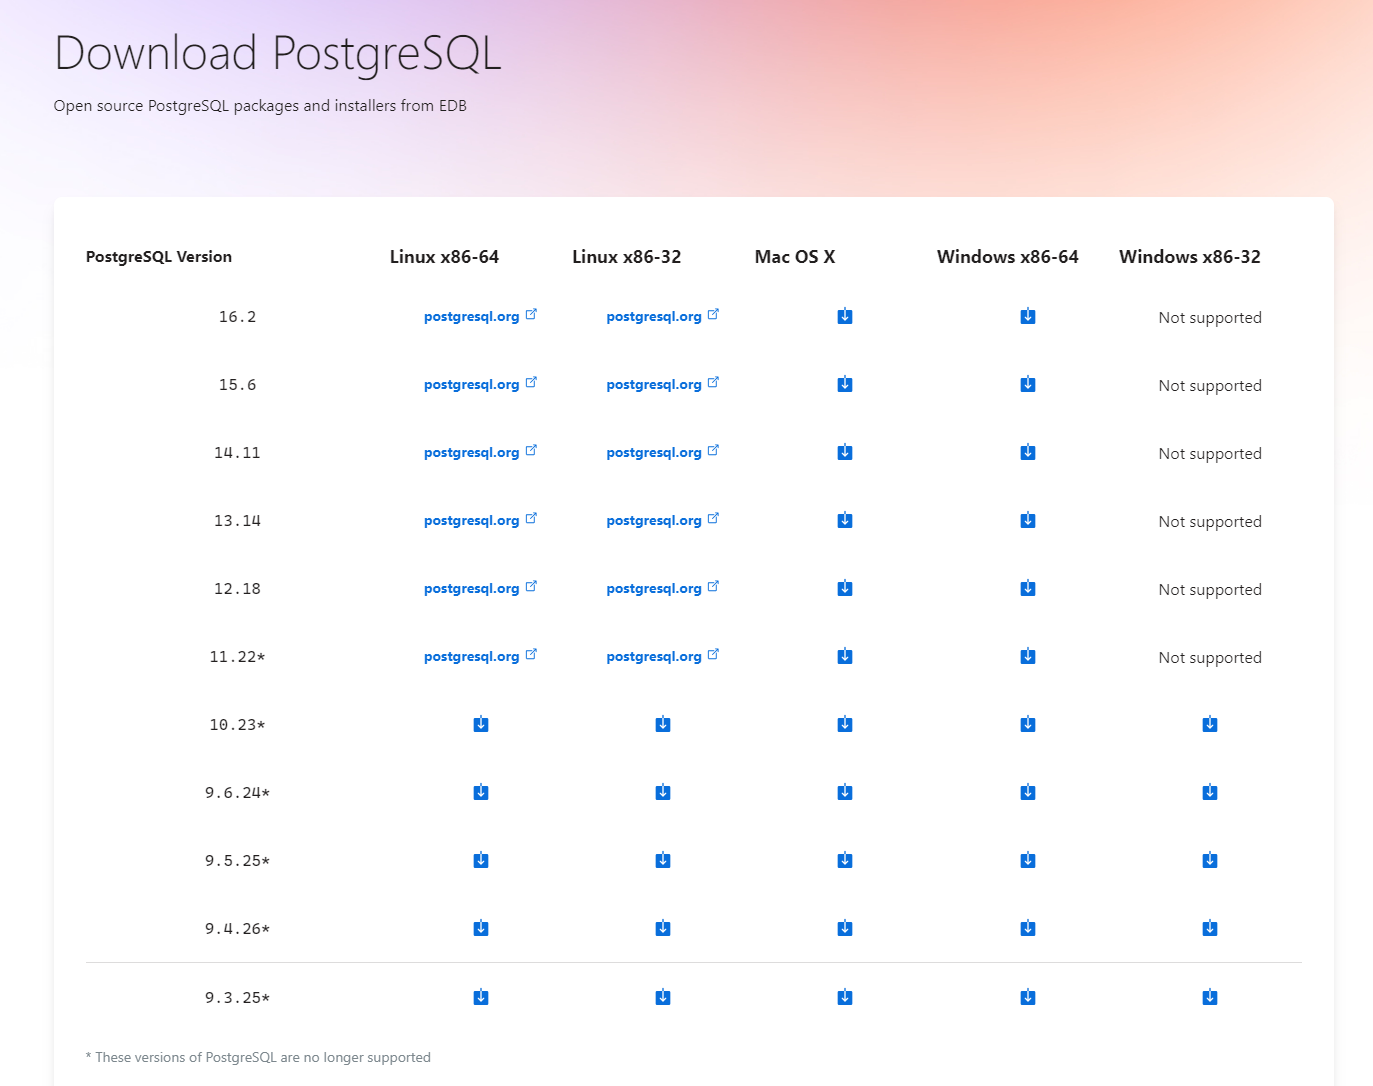 Download PostgreSQL
Open source PostgreSQL packages and installers from EDB
PostgreSQL Version Linux x86-64 Linux x86-32 Mac OS X Windows x86-64 Windows x86-32
16.2 postgresql.org postgresql.org Not supported
15.6 postgresql.org postgresql.org Not supported
14.11 postgresql.org postgresql.org Not supported
13.14 postgresql.org postgresql.org Not supported
12.18 postgresql.org postgresql.org Not supported
11.22* postgresql.org postgresql.org Not supported
10.23*
9.6.24*
9.5.25*
9.4.26*
9.3.25*
* These versions of PostgreSQL are no longer supported